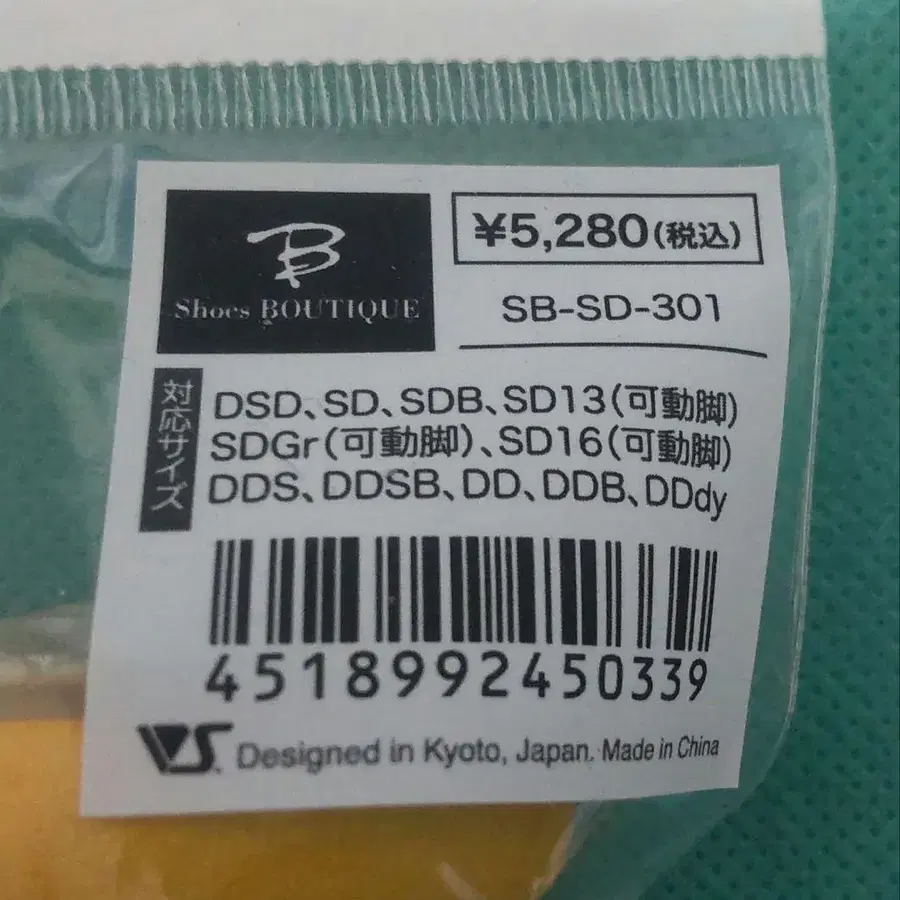 B
Shoes BOUTIQUE
¥5,280(税込)
SB-SD-301
対応サイズ
DSD、SD、SDB、SD13(可動脚)
SDGr(可動脚)、SD16(可動脚)
DDS、DDSB、DD、DDB、DDdy
4518992450339
VS Designed in Kyoto, Japan. Made in China